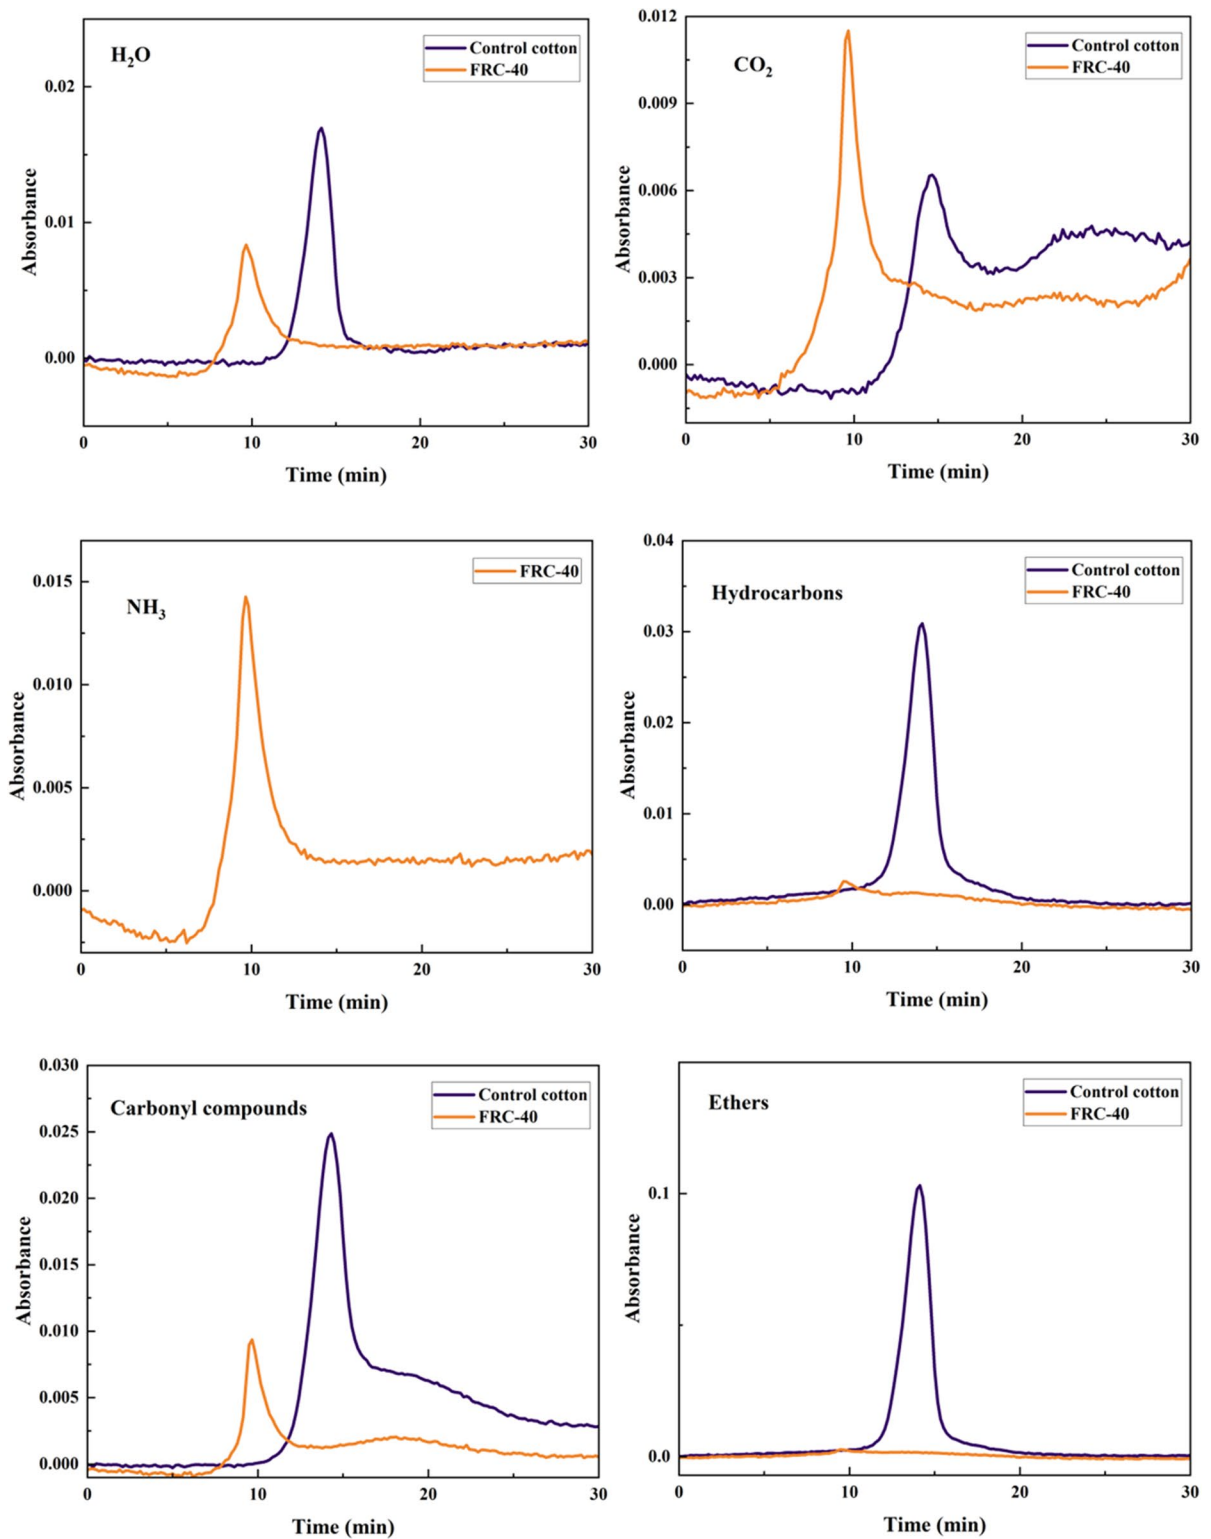 H₂O
Control cotton
FRC-40
0.02
0.01
0.00
Absorbance
0 10 20 30
Time (min)
CO₂
Control cotton
FRC-40
0.012
0.009
0.006
0.003
0.000
Absorbance
0 10 20 30
Time (min)
NH₃
FRC-40
0.015
0.010
0.005
0.000
Absorbance
0 10 20 30
Time (min)
Hydrocarbons
Control cotton
FRC-40
0.04
0.03
0.02
0.01
0.00
Absorbance
0 10 20 30
Time (min)
Carbonyl compounds
Control cotton
FRC-40
0.030
0.025
0.020
0.015
0.010
0.005
0.000
Absorbance
0 10 20 30
Time (min)
Ethers
Control cotton
FRC-40
0.1
0.0
Absorbance
0 10 20 30
Time (min)